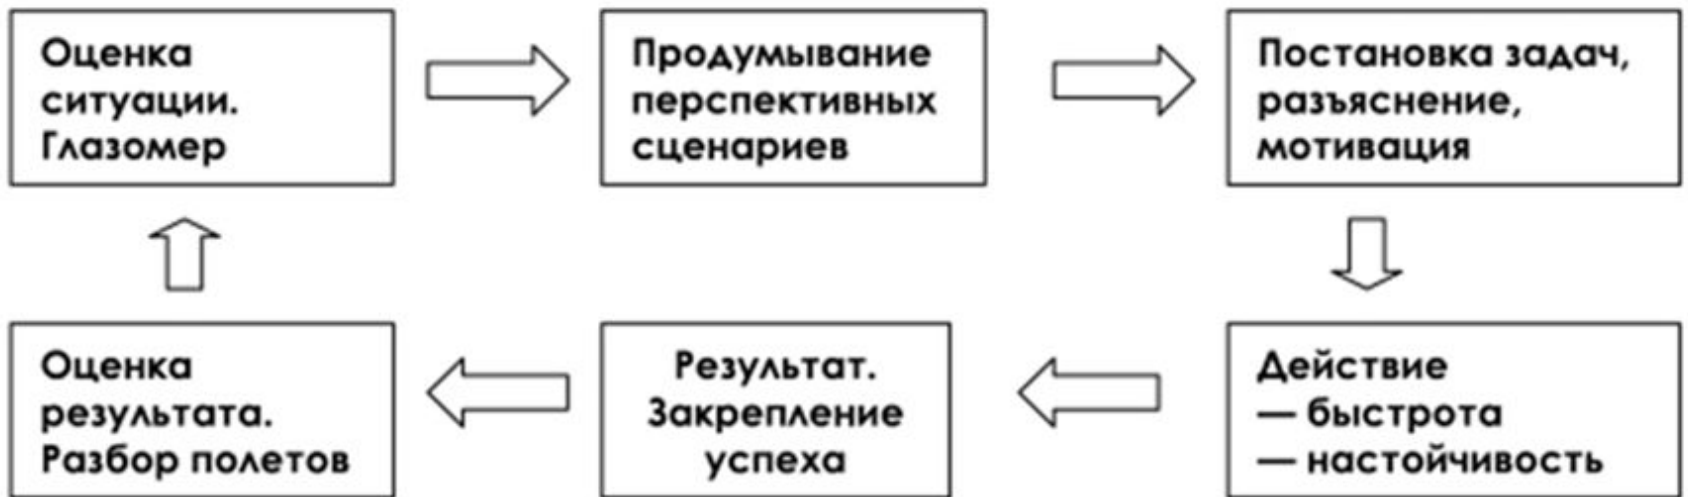 Оценка
ситуации.
Глазомер
Продумывание
перспективных
сценариев
Постановка задач,
разъяснение,
мотивация
Действие
— быстрота
— настойчивость
Результат.
Закрепление
успеха
Оценка
результата.
Разбор полетов